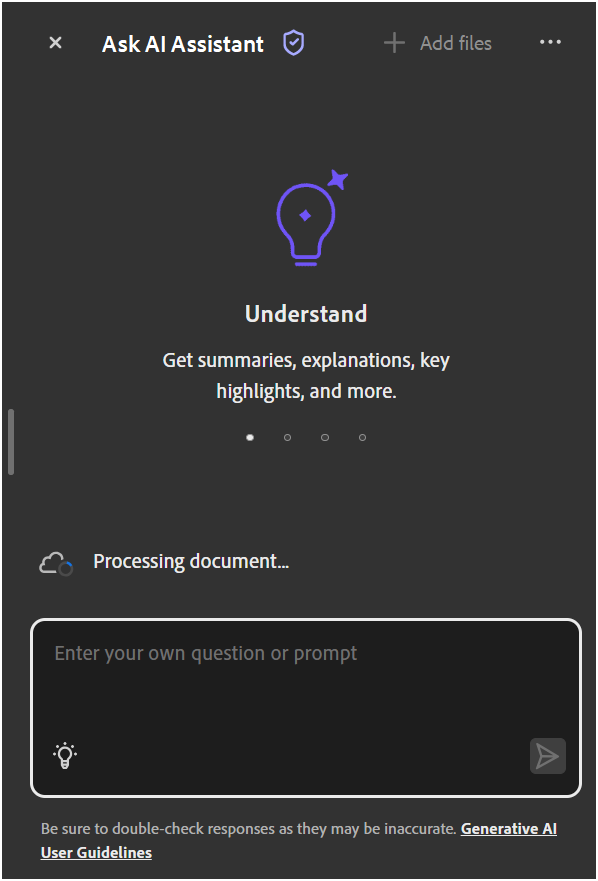 Ask AI Assistant
Add files
Understand
Get summaries, explanations, key
highlights, and more.
Processing document...
Enter your own question or prompt
Be sure to double-check responses as they may be inaccurate. Generative AI
User Guidelines